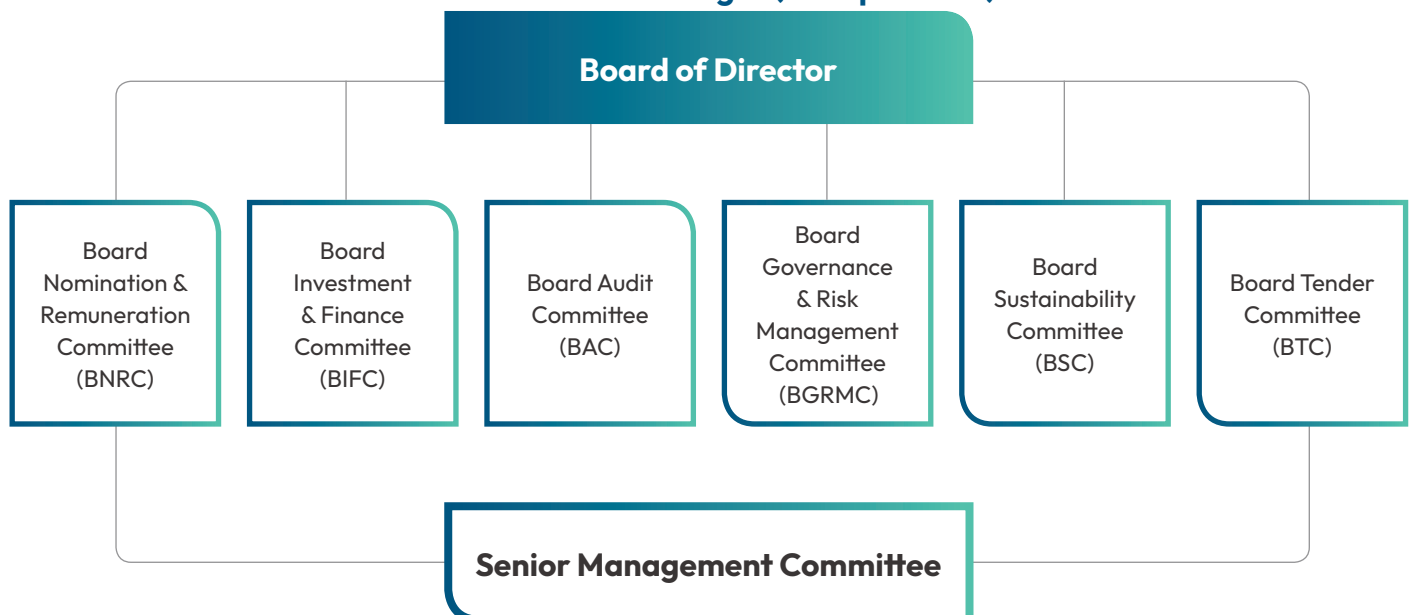 Board of Director
Board
Nomination &
Remuneration
Committee
(BNRC)
Board
Investment
& Finance
Committee
(BIFC)
Board Audit
Committee
(BAC)
Board
Governance
& Risk
Management
Committee
(BGRMC)
Board
Sustainability
Committee
(BSC)
Board Tender
Committee
(BTC)
Senior Management Committee